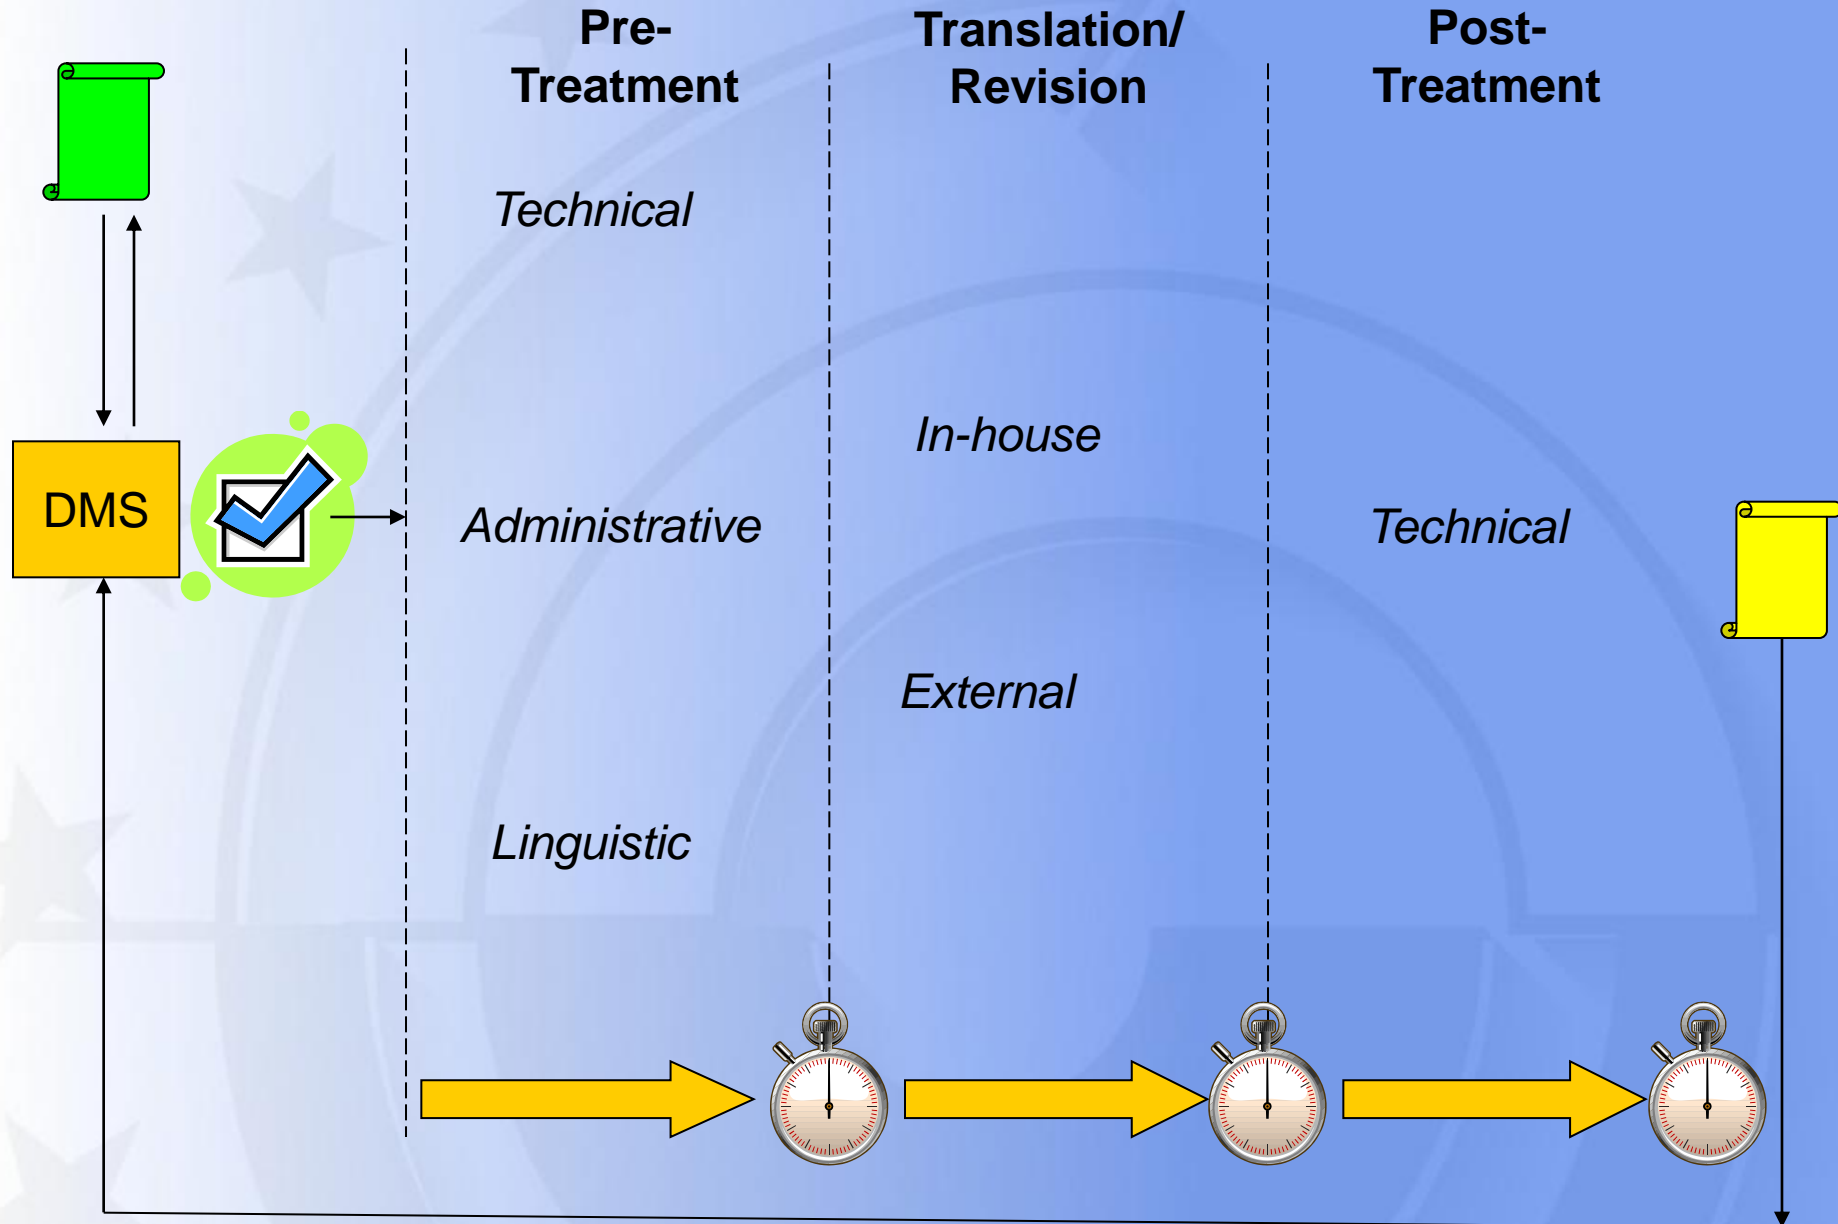 Pre-
Treatment
Translation/
Revision
Post-
Treatment
Technical
In-house
DMS
Administrative
Technical
External
Linguistic